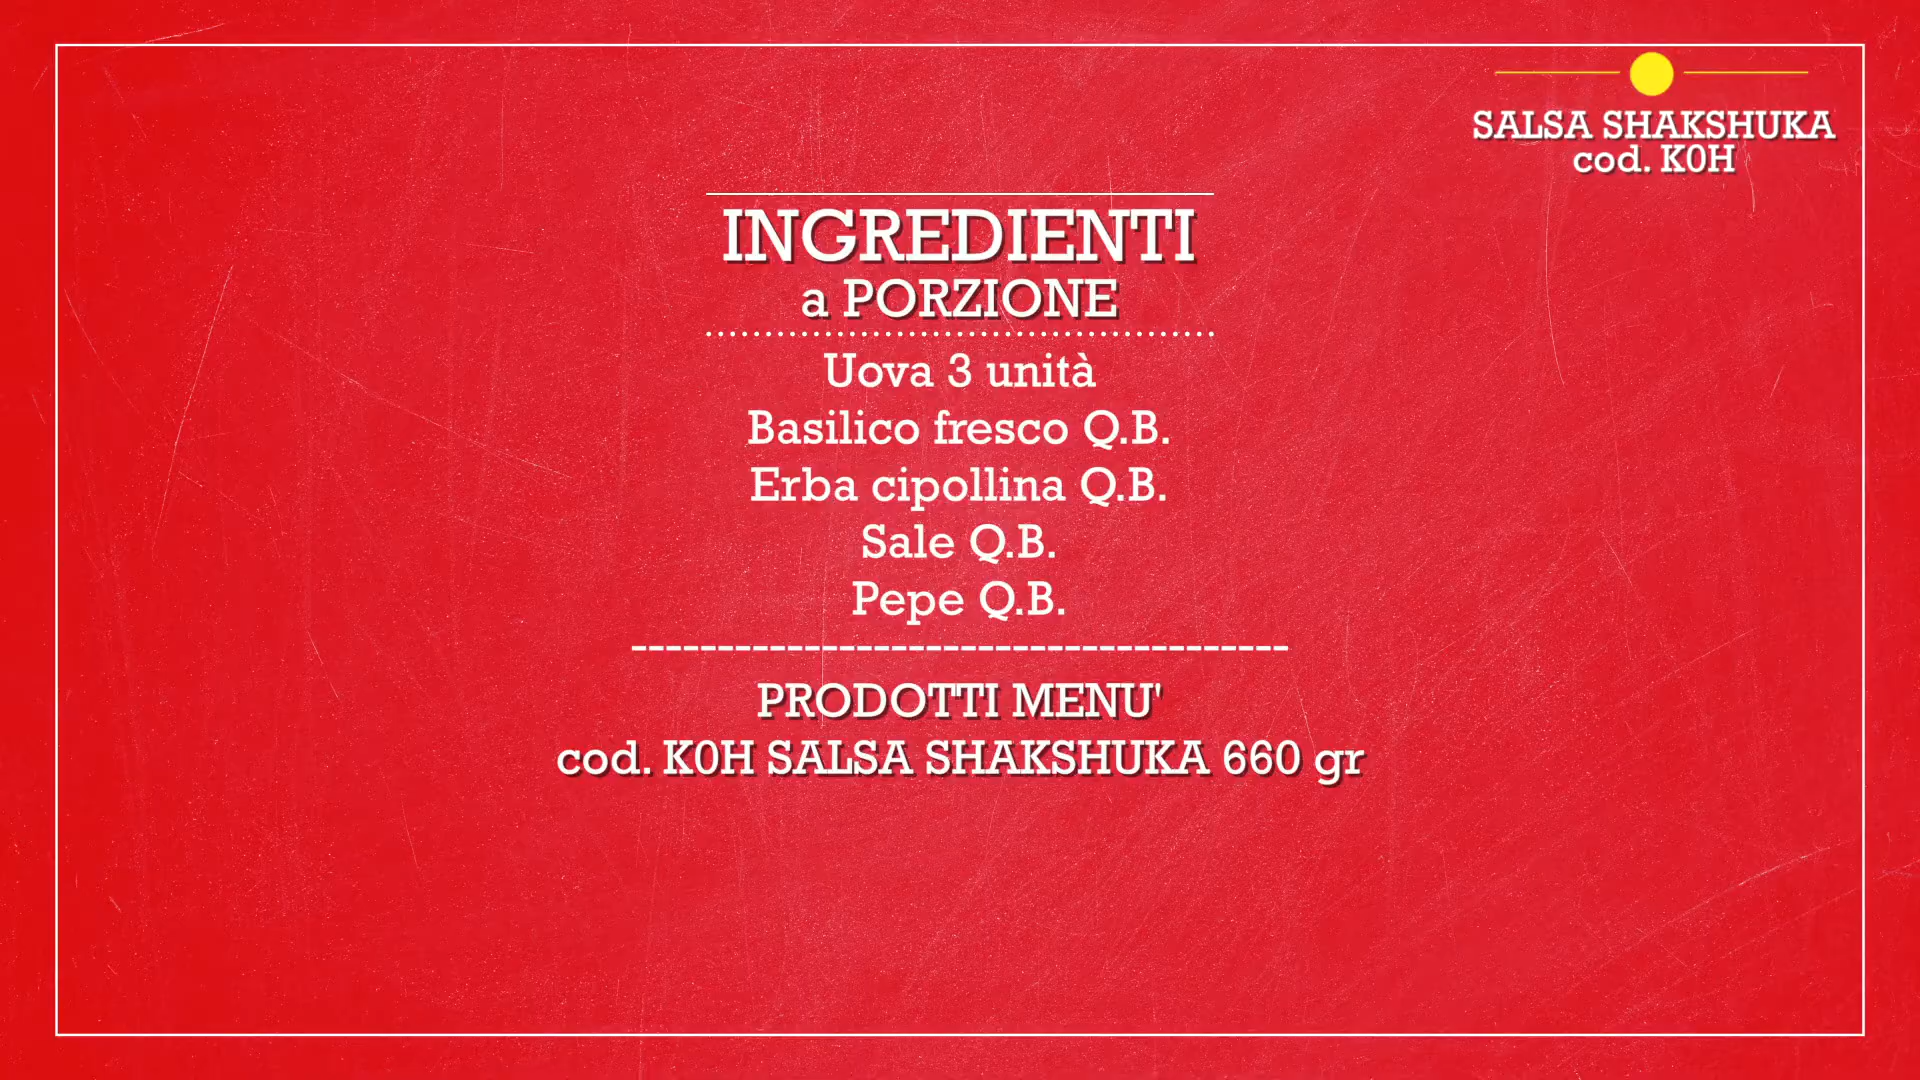 SALSA SHAKSHUKA
cod. K0H
INGREDIENTI
a PORZIONE
Uova 3 unità
Basilico fresco Q.B.
Erba cipollina Q.B.
Sale Q.B.
Pepe Q.B.
PRODOTTI MENU'
cod. K0H SALSA SHAKSHUKA 660 gr